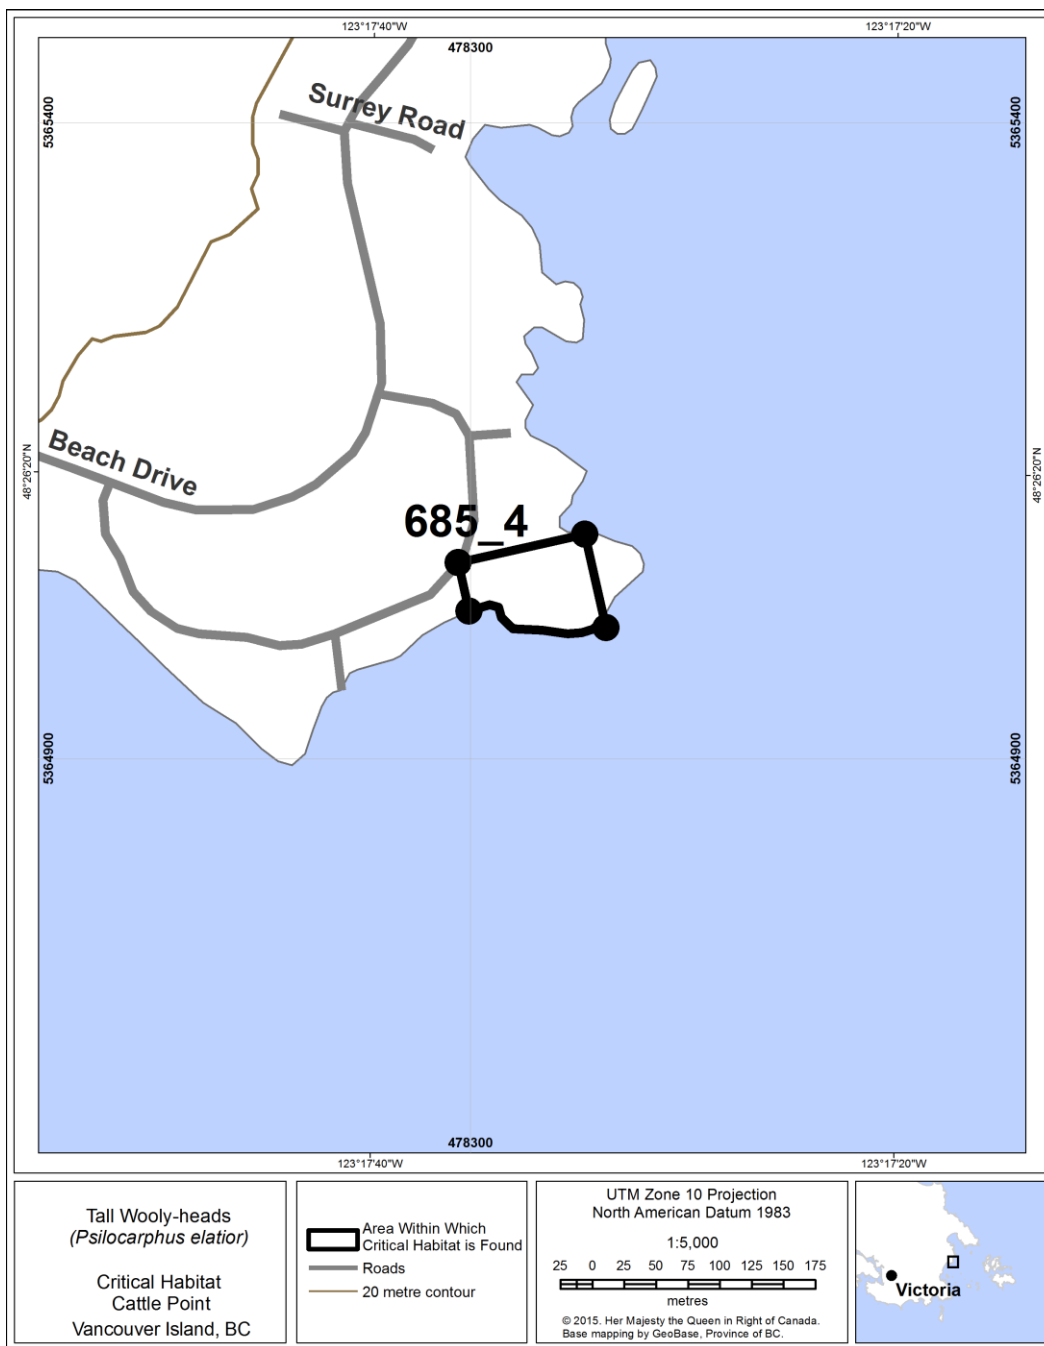 123°17'40"W
123°17'20"W
478300
5365400
5365400
Surrey Road
Beach Drive
48°26'20"N
48°26'20"N
685_4
5364900
5364900
478300
123°17'40"W
123°17'20"W
Tall Wooly-heads
(Psilocarphus elatior)
Critical Habitat
Cattle Point
Vancouver Island, BC
Area Within Which
Critical Habitat is Found
Roads
20 metre contour
UTM Zone 10 Projection
North American Datum 1983
1:5,000
25 0 25 50 75 100 125 150 175
metres
© 2015. Her Majesty the Queen in Right of Canada.
Base mapping by GeoBase, Province of BC.
Victoria